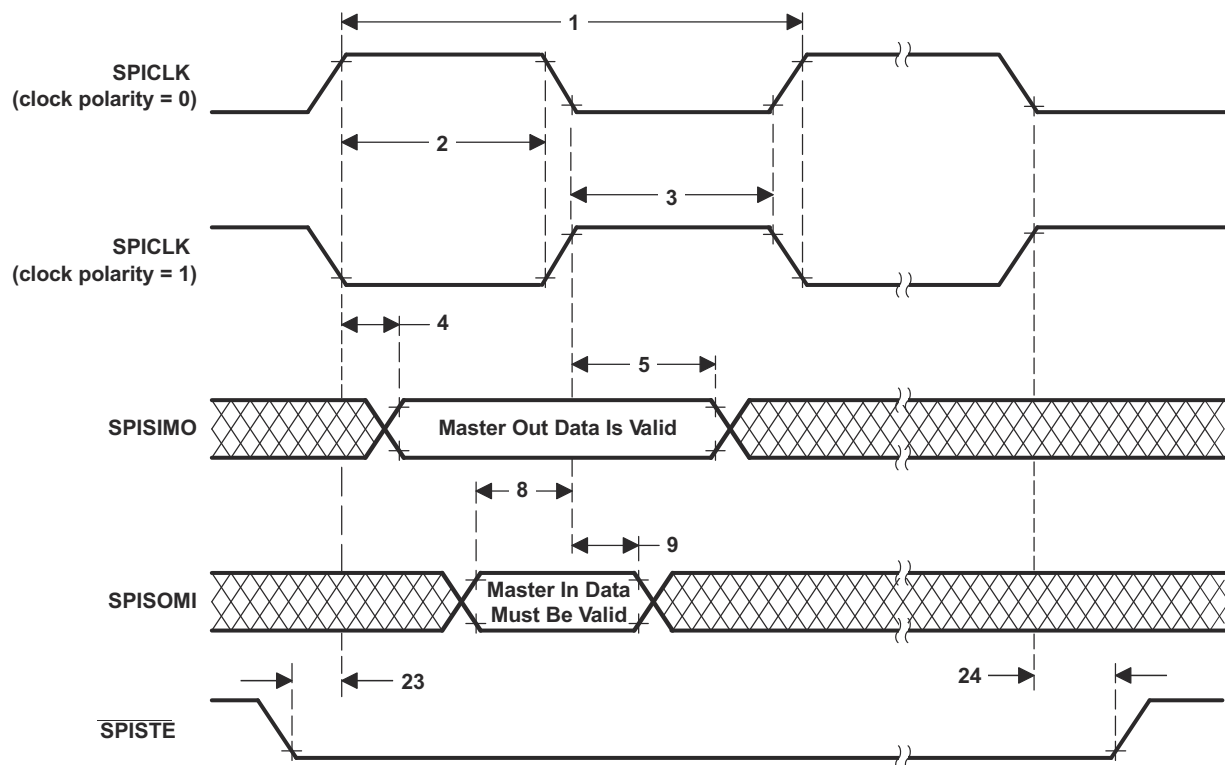 1
SPICLK
(clock polarity = 0)
2
3
SPICLK
(clock polarity = 1)
4
5
SPISIMO
Master Out Data Is Valid
8
9
SPISOMI
Master In Data
Must Be Valid
23
24
SPISTE